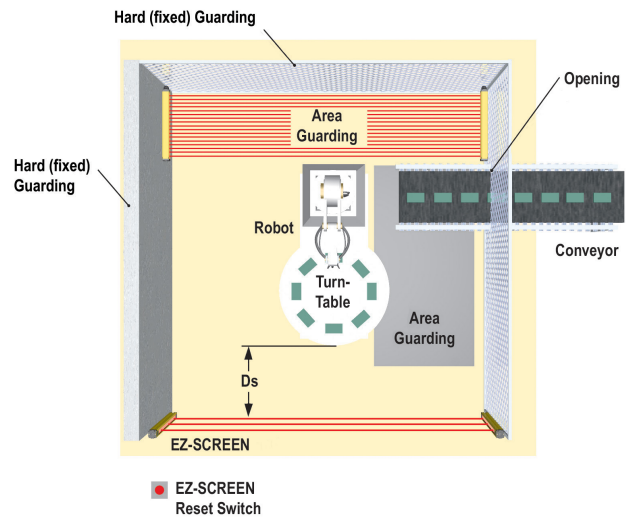 Hard (fixed) Guarding
Opening
Area
Guarding
Hard (fixed)
Guarding
Robot
Conveyor
Turn-
Table
Area
Guarding
Ds
EZ-SCREEN
EZ-SCREEN
Reset Switch